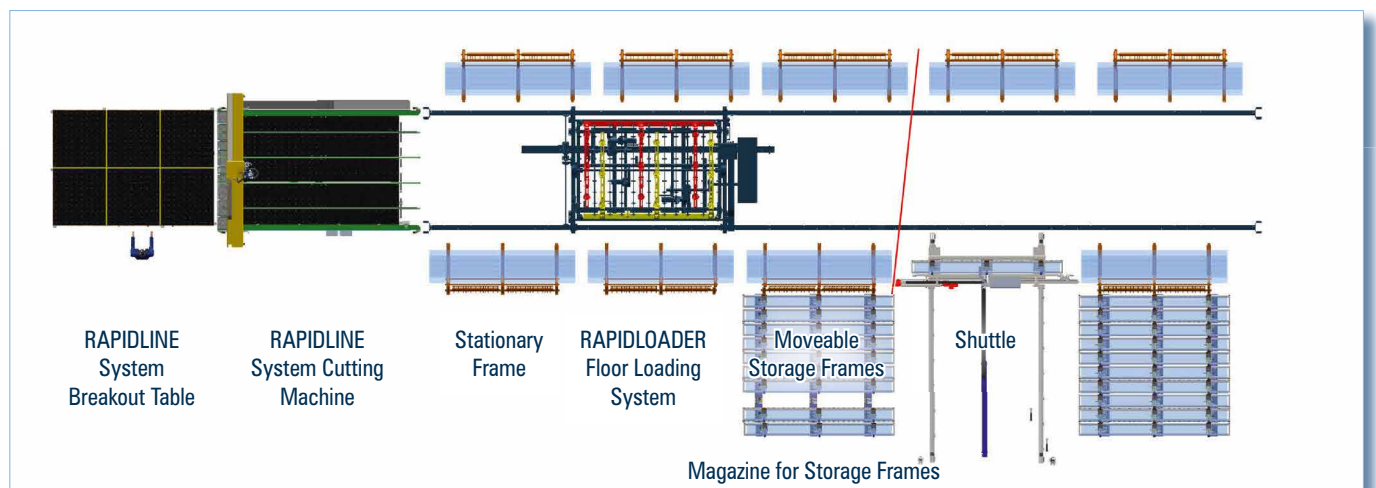 RAPIDLINE
System
Breakout Table
RAPIDLINE
System Cutting
Machine
Stationary
Frame
RAPIDLOADER
Floor Loading
System
Moveable
Storage Frames
Shuttle
Magazine for Storage Frames